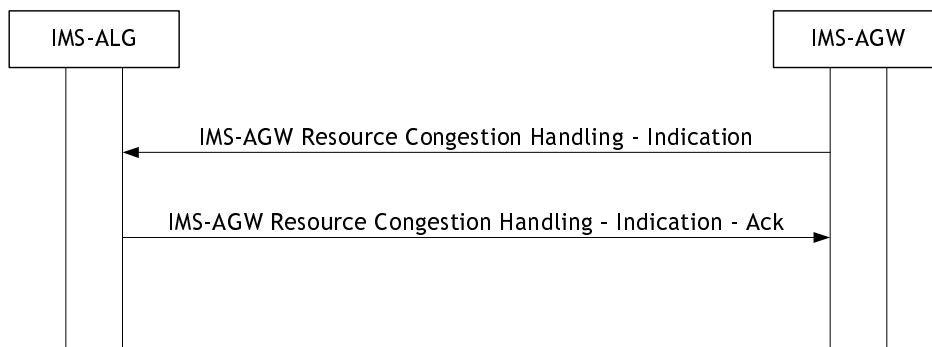 IMS-ALG
IMS-AGW
IMS-AGW Resource Congestion Handling - Indication
IMS-AGW Resource Congestion Handling - Indication - Ack